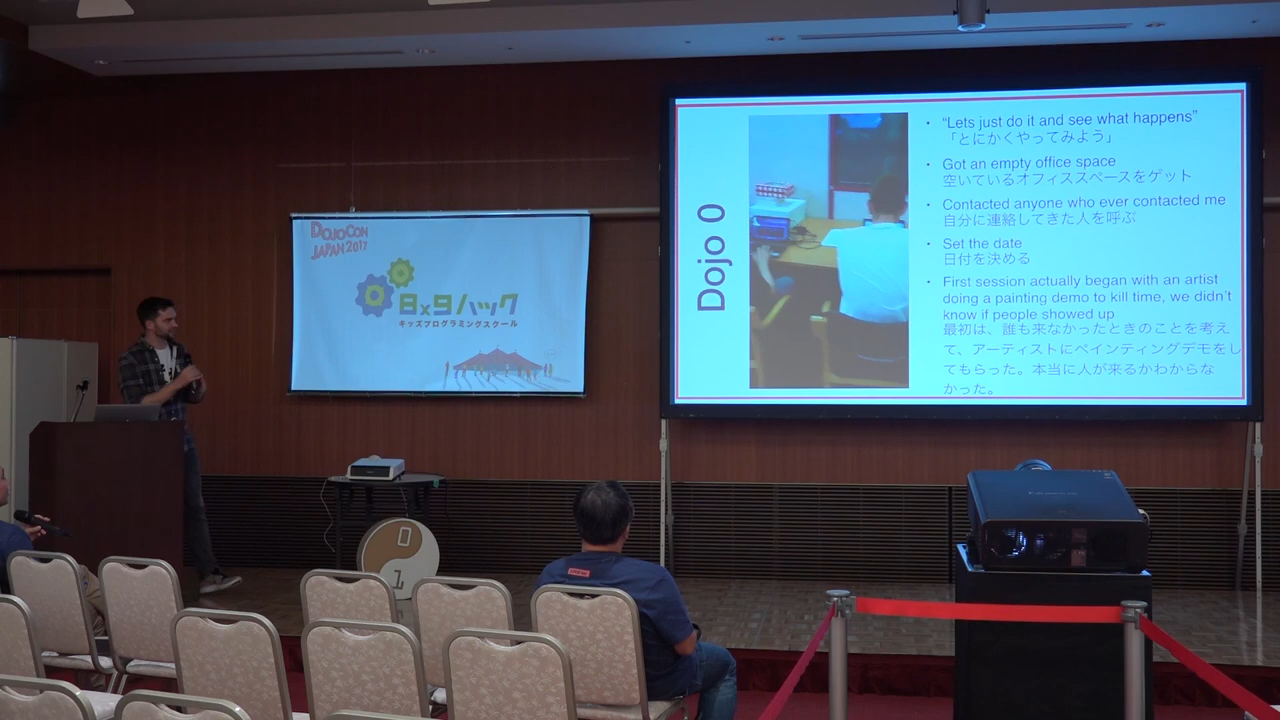 DOJOCON
JAPAN 2017
8x9ハック
キッズプログラミングスクール
Dojo 0
• “Lets just do it and see what happens”
「とにかくやってみよう」
• Got an empty office space
空いているオフィススペースをゲット
• Contacted anyone who ever contacted me
自分に連絡してきた人を呼ぶ
• Set the date
日付を決める
• First session actually began with an artist
doing a painting demo to kill time, we didn't
know if people showed up
最初は、誰も来なかったときのことを考え
て、アーティストにペインティングデモをし
てもらった。本当に人が来るかわからな
かった。
0
1